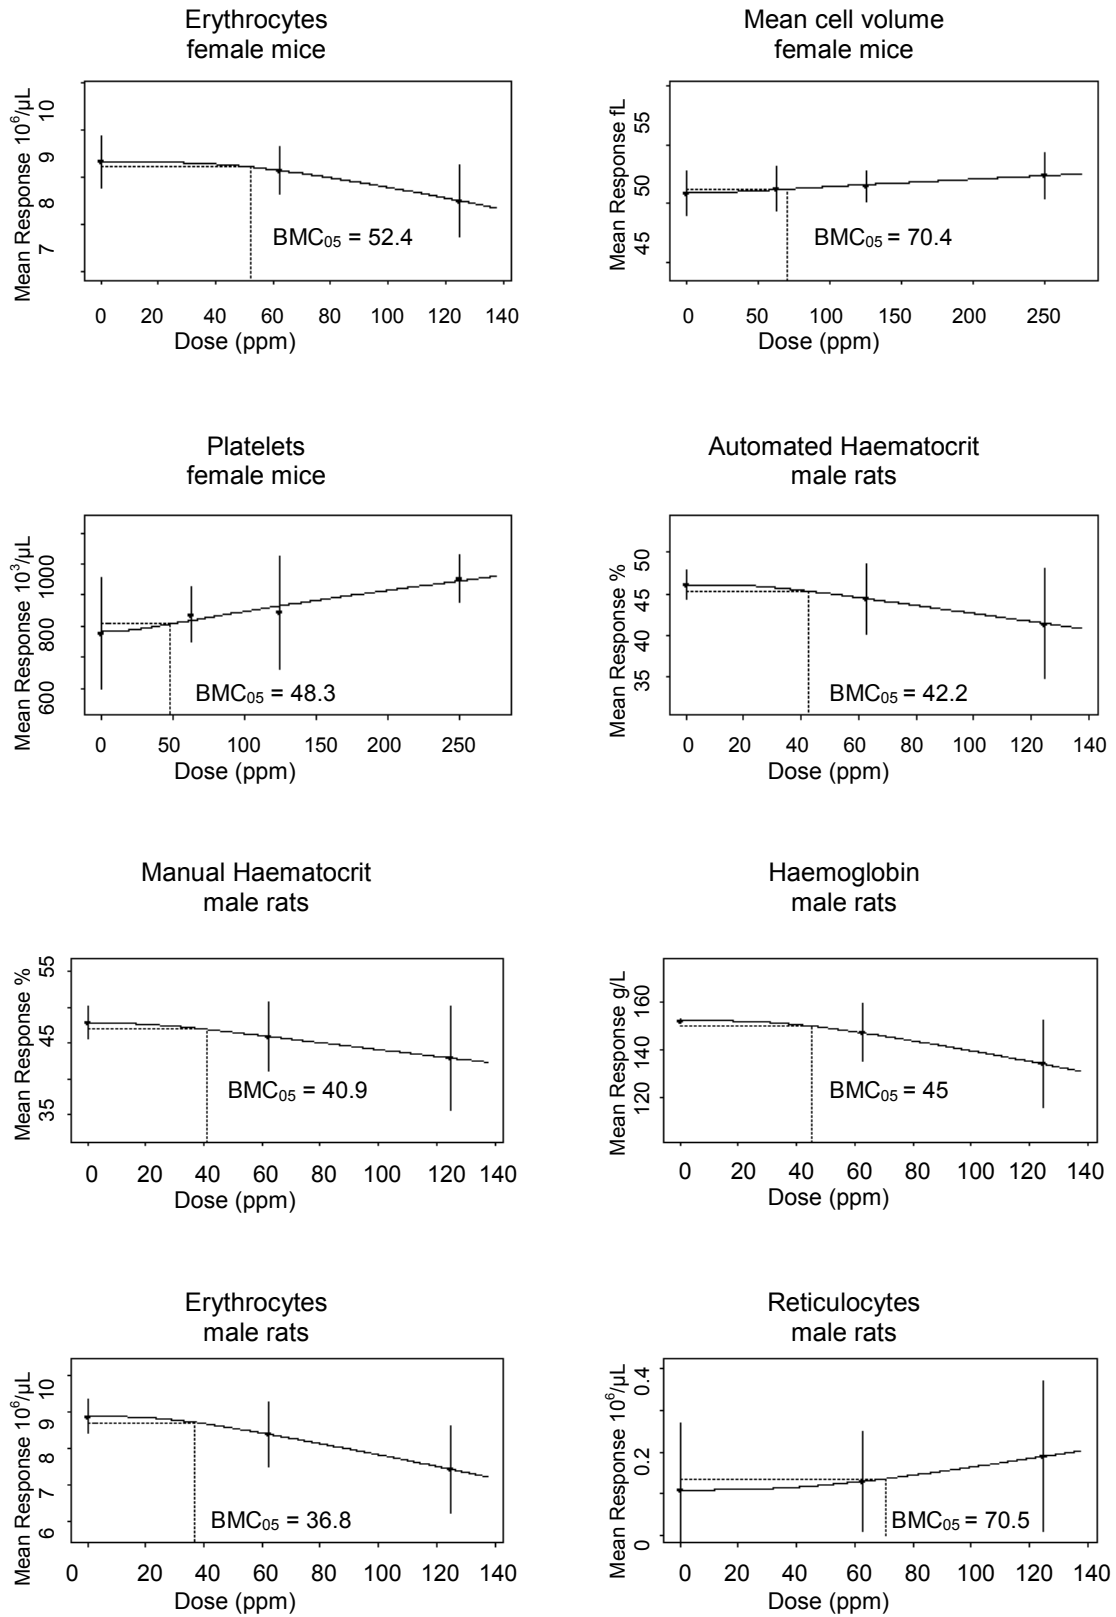 Erythrocytes
female mice
Mean Response 10⁶/µL
10
9
8
7
BMC₀₅ = 52.4
0 20 40 60 80 100 120 140
Dose (ppm)
Mean cell volume
female mice
Mean Response fL
55
50
45
BMC₀₅ = 70.4
0 50 100 150 200 250
Dose (ppm)
Platelets
female mice
Mean Response 10³/µL
1000
800
600
BMC₀₅ = 48.3
0 50 100 150 200 250
Dose (ppm)
Automated Haematocrit
male rats
Mean Response %
50
45
40
35
BMC₀₅ = 42.2
0 20 40 60 80 100 120 140
Dose (ppm)
Manual Haematocrit
male rats
Mean Response %
55
45
35
BMC₀₅ = 40.9
0 20 40 60 80 100 120 140
Dose (ppm)
Haemoglobin
male rats
Mean Response g/L
160
140
120
BMC₀₅ = 45
0 20 40 60 80 100 120 140
Dose (ppm)
Erythrocytes
male rats
Mean Response 10⁶/µL
10
9
8
7
6
BMC₀₅ = 36.8
0 20 40 60 80 100 120 140
Dose (ppm)
Reticulocytes
male rats
Mean Response 10⁶/µL
0.4
0.2
0
BMC₀₅ = 70.5
0 20 40 60 80 100 120 140
Dose (ppm)